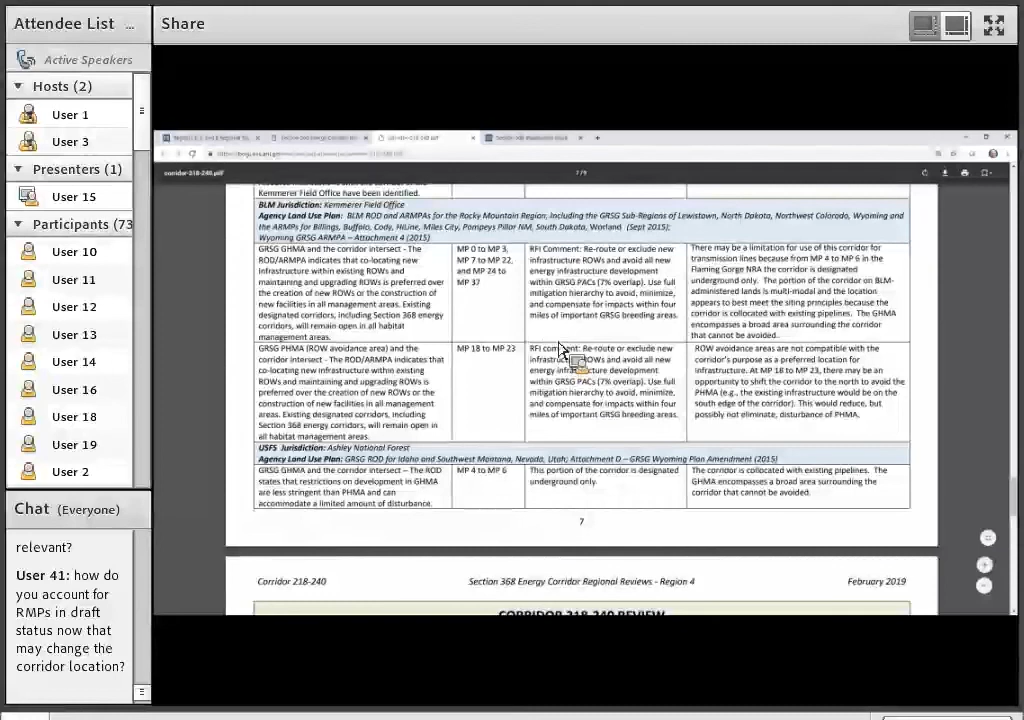 Attendee List ...
Active Speakers
Hosts (2)
User 1
User 3
Presenters (1)
User 15
Participants (73
User 10
User 11
User 12
User 13
User 14
User 16
User 18
User 19
User 2
Chat (Everyone)
relevant?
User 41: how do
you account for
RMPs in draft
status now that
may change the
corridor location?
Share
corridor-218-240.pdf
7 / 9
Kemmerer Field Office have been identified.
BLM Jurisdiction: Kemmerer Field Office
Agency Land Use Plan: BLM ROD and ARMPAs for the Rocky Mountain Region, Including the GRSG Sub-Regions of Lewistown, North Dakota, Northwest Colorado, Wyoming and
the ARMPs for Billings, Buffalo, Cody, HiLine, Miles City, Pompeys Pillar NM, South Dakota, Worland (Sept 2015);
Wyoming GRSG ARMPA – Attachment 4 (2015)
GRSG GHMA and the corridor intersect - The
ROD/ARMPA indicates that co-locating new
infrastructure within existing ROWs and
maintaining and upgrading ROWs is preferred over
the creation of new ROWs or the construction of
new facilities in all management areas. Existing
designated corridors, including Section 368 energy
corridors, will remain open in all habitat
management areas.
MP 0 to MP 3,
MP 7 to MP 22,
and MP 24 to
MP 37
RFI Comment: Re-route or exclude new
infrastructure ROWs and avoid all new
energy infrastructure development
within GRSG PACs (7% overlap). Use full
mitigation hierarchy to avoid, minimize,
and compensate for impacts within four
miles of important GRSG breeding areas.
There may be a limitation for use of this corridor for
transmission lines because from MP 4 to MP 6 in the
Flaming Gorge NRA the corridor is designated
underground only. The portion of the corridor on BLM-
administered lands is multi-modal and the location
appears to best meet the siting principles because the
corridor is collocated with existing pipelines. The GHMA
encompasses a broad area surrounding the corridor
that cannot be avoided.
GRSG PHMA (ROW avoidance area) and the
corridor intersect - The ROD/ARMPA indicates that
co-locating new infrastructure within existing
ROWs and maintaining and upgrading ROWs is
preferred over the creation of new ROWs or the
construction of new facilities in all management
areas. Existing designated corridors, including
Section 368 energy corridors, will remain open in
all habitat management areas.
MP 18 to MP 23
RFI comment: Re-route or exclude new
infrastructure ROWs and avoid all new
energy infrastructure development
within GRSG PACs (7% overlap). Use full
mitigation hierarchy to avoid, minimize,
and compensate for impacts within four
miles of important GRSG breeding areas.
ROW avoidance areas are not compatible with the
corridor's purpose as a preferred location for
infrastructure. At MP 18 to MP 23, there may be an
opportunity to shift the corridor to the north to avoid the
PHMA (e.g., the existing infrastructure would be on the
south edge of the corridor). This would reduce, but
possibly not eliminate, disturbance of PHMA.
USFS Jurisdiction: Ashley National Forest
Agency Land Use Plan: GRSG ROD for Idaho and Southwest Montana, Nevada, Utah; Attachment D – GRSG Wyoming Plan Amendment (2015)
GRSG GHMA and the corridor intersect – The ROD
states that restrictions on development in GHMA
are less stringent than PHMA and can
accommodate a limited amount of disturbance.
MP 4 to MP 6
This portion of the corridor is designated
underground only.
The corridor is collocated with existing pipelines. The
GHMA encompasses a broad area surrounding the
corridor that cannot be avoided.
7
Corridor 218-240
Section 368 Energy Corridor Regional Reviews - Region 4
February 2019
CORRIDOR 218-240 REVIEW